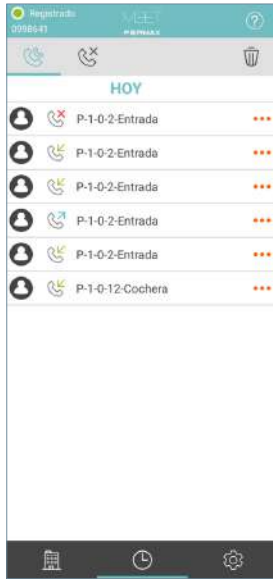 Registrado
MEET
0998641
FERMAX
HOY
P-1-0-2-Entrada
P-1-0-2-Entrada
P-1-0-2-Entrada
P-1-0-2-Entrada
P-1-0-2-Entrada
P-1-0-12-Cochera